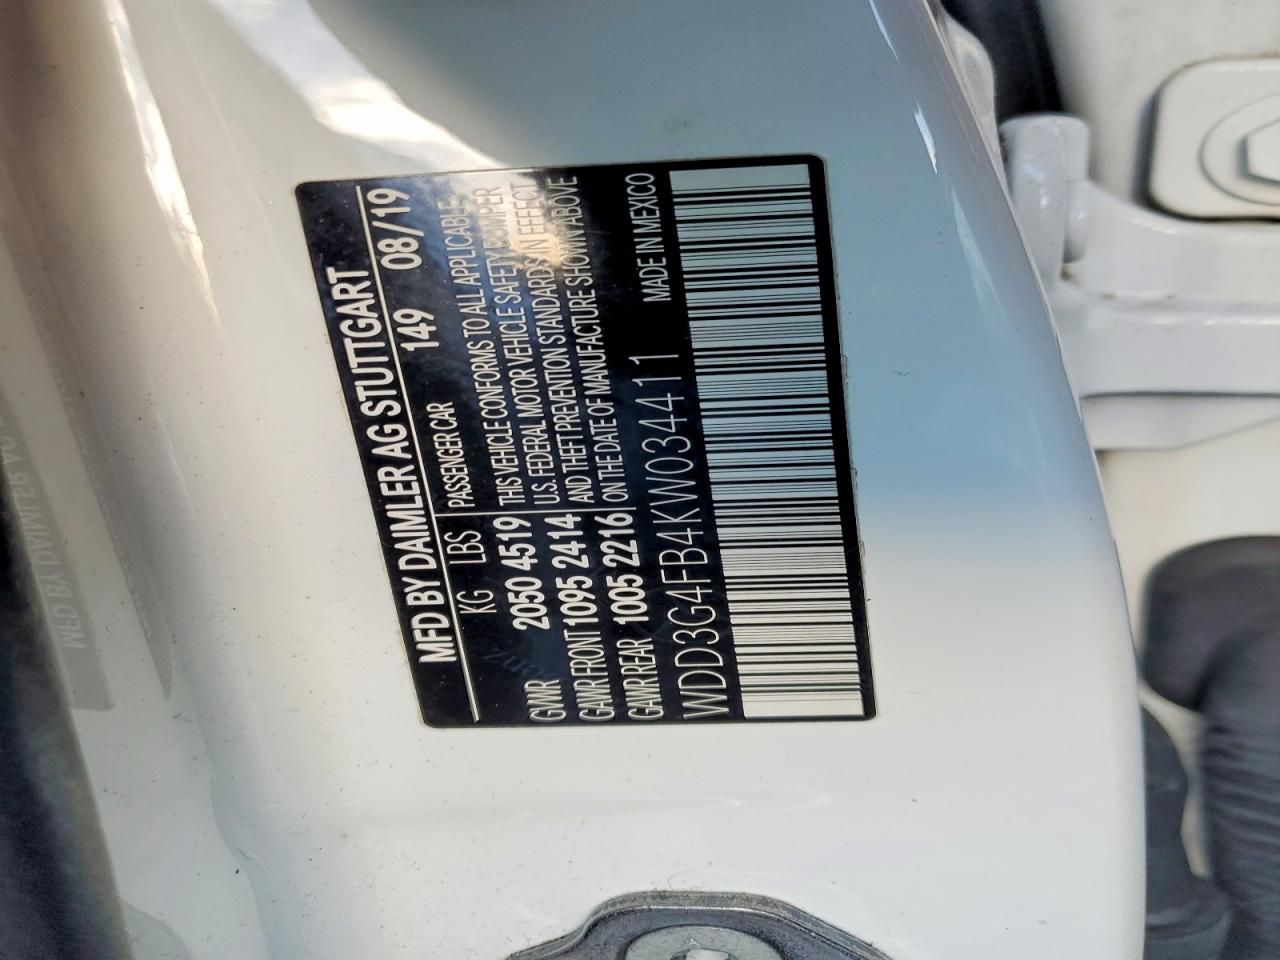 MFD BY DAIMLER AG STUTTGART
149 08/19
KG LBS PASSENGER CAR
GVWR 2050 4519
GAWR FRONT 1095 2414
GAWR REAR 1005 2216
THIS VEHICLE CONFORMS TO ALL APPLICABLE
U.S. FEDERAL MOTOR VEHICLE SAFETY BUMPER
AND THEFT PREVENTION STANDARDS IN EFFECT
ON THE DATE OF MANUFACTURE SHOWN ABOVE
MADE IN MEXICO
WDD3G4FB4KW034411